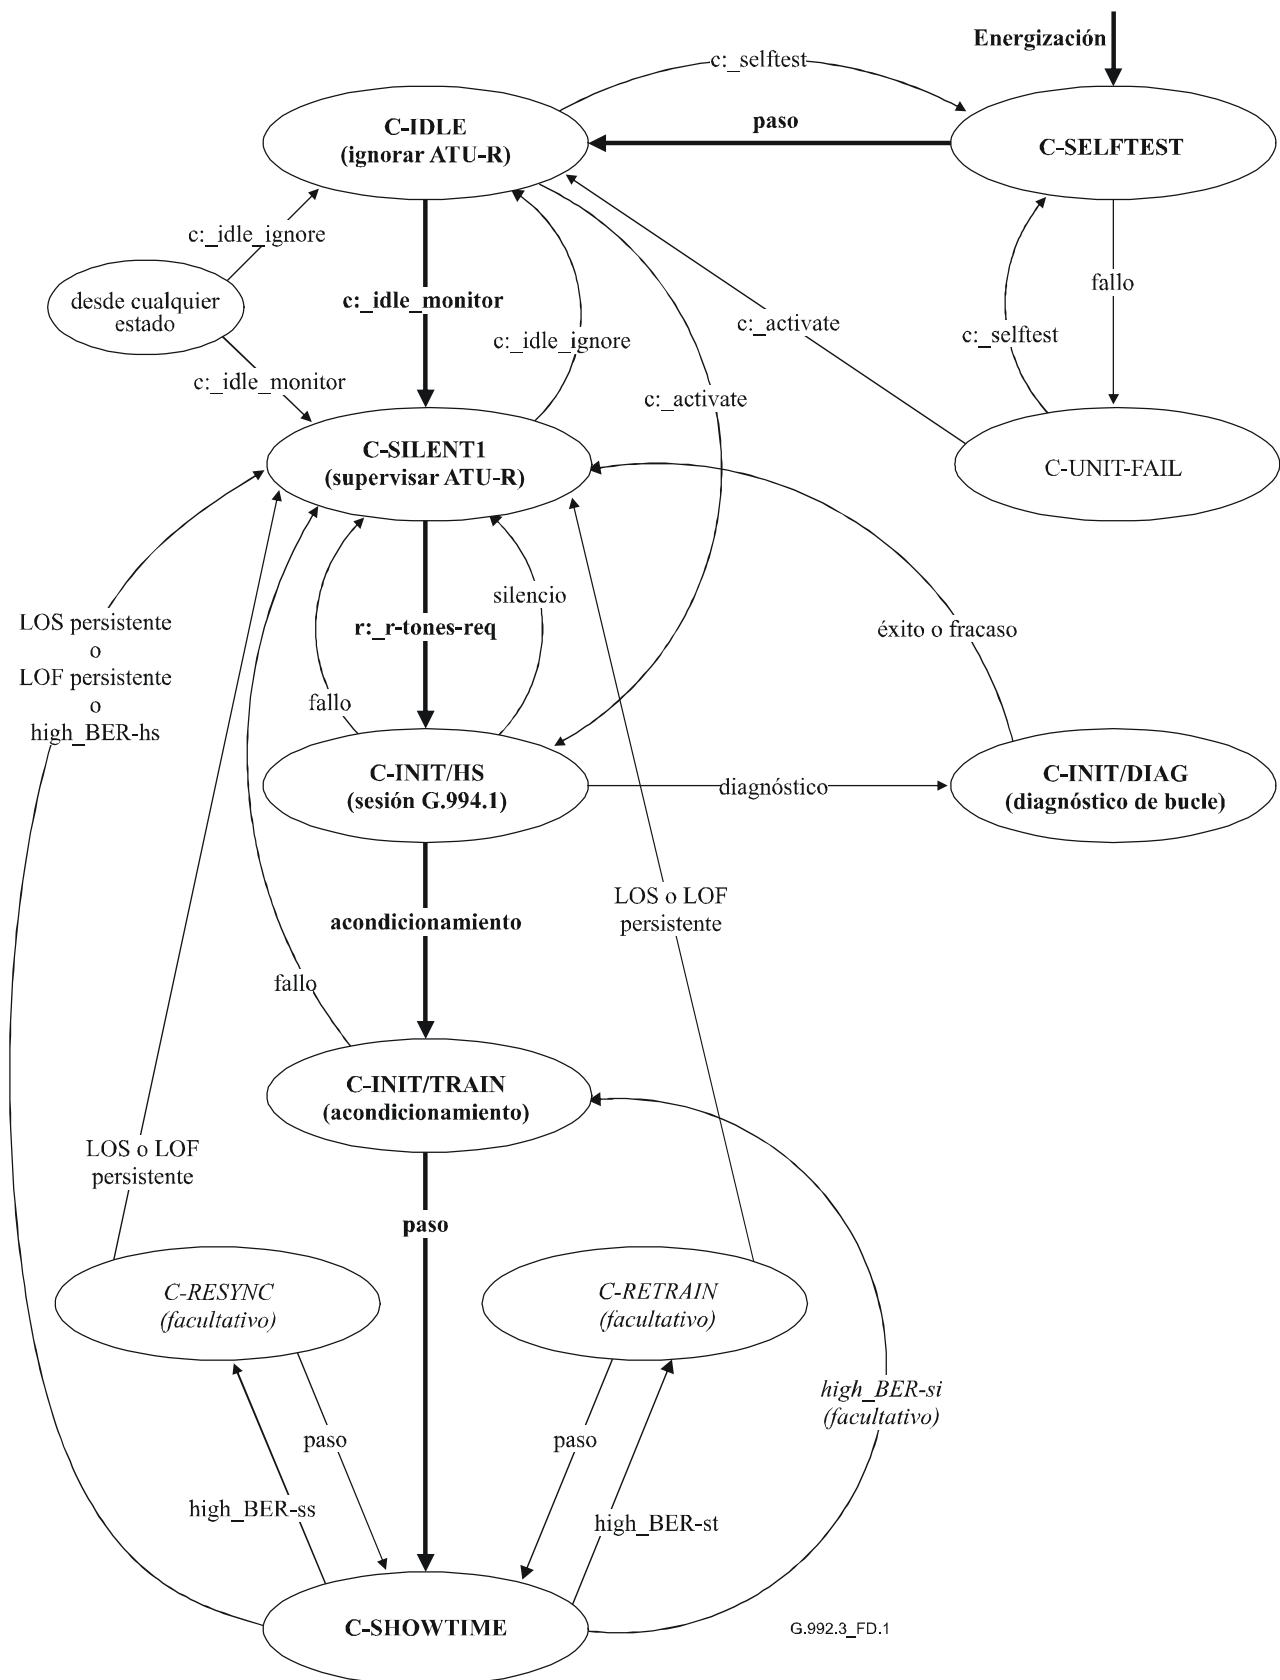 Energización
c:_selftest
C-IDLE
(ignorar ATU-R)
paso
C-SELFTEST
c:_idle_ignore
desde cualquier
estado
c:_idle_monitor
c:_idle_ignore
c:_activate
c:_selftest
fallo
c:_idle_monitor
c:_activate
C-SILENT1
(supervisar ATU-R)
C-UNIT-FAIL
LOS persistente
o
LOF persistente
o
high_BER-hs
silencio
r:_r-tones-req
éxito o fracaso
fallo
C-INIT/HS
(sesión G.994.1)
diagnóstico
C-INIT/DIAG
(diagnóstico de bucle)
LOS o LOF
persistente
acondicionamiento
fallo
C-INIT/TRAIN
(acondicionamiento)
LOS o LOF
persistente
paso
C-RESYNC
(facultativo)
C-RETRAIN
(facultativo)
high_BER-si
(facultativo)
paso
paso
high_BER-ss
high_BER-st
C-SHOWTIME
G.992.3_FD.1